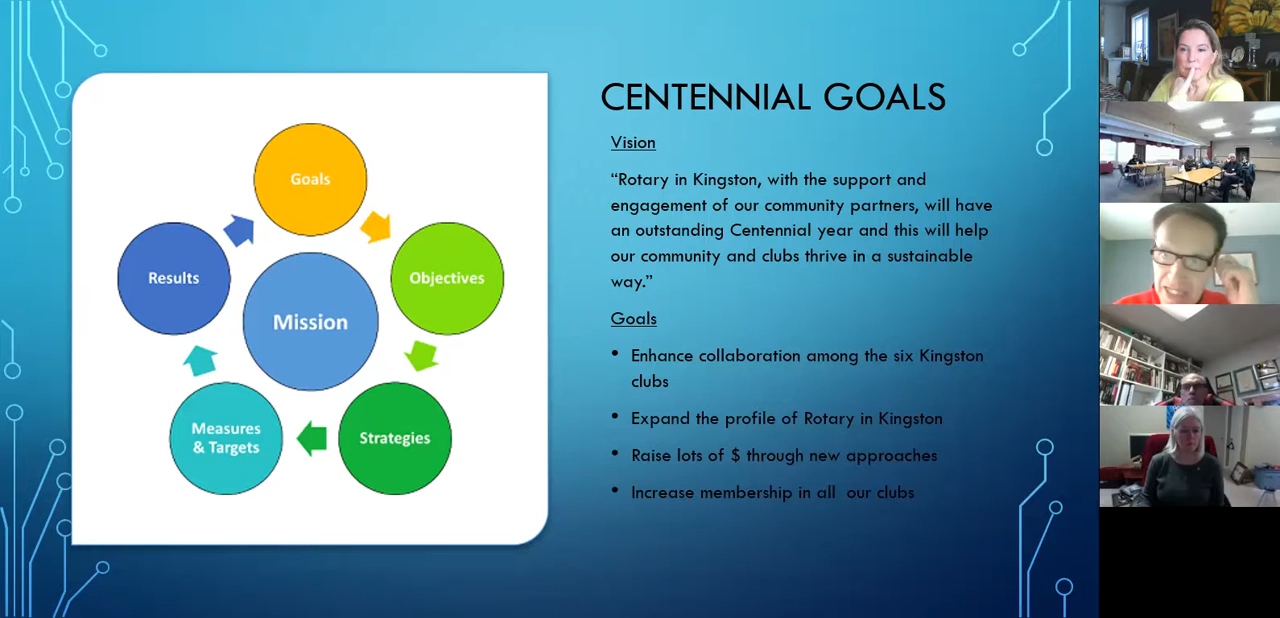 CENTENNIAL GOALS
Vision
“Rotary in Kingston, with the support and
engagement of our community partners, will have
an outstanding Centennial year and this will help
our community and clubs thrive in a sustainable
way.”
Goals
• Enhance collaboration among the six Kingston
clubs
• Expand the profile of Rotary in Kingston
• Raise lots of $ through new approaches
• Increase membership in all  our clubs
Goals
Objectives
Strategies
Measures
& Targets
Results
Mission